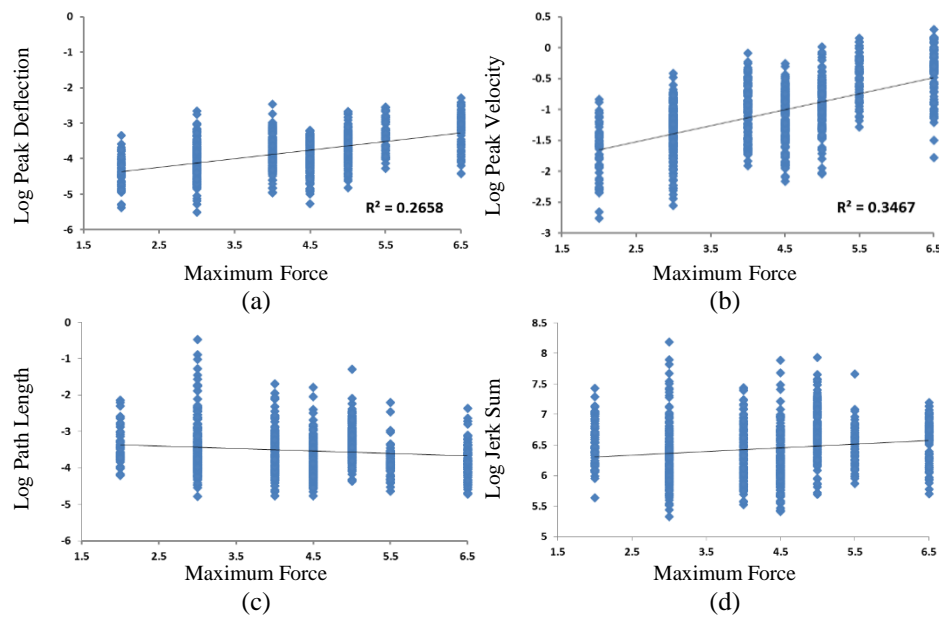 0
-1
-2
-3
-4
-5
-6
1.5 2.5 3.5 4.5 5.5 6.5
Log Peak Deflection
R² = 0.2658
Maximum Force
(a)
0.5
0
-0.5
-1
-1.5
-2
-2.5
-3
1.5 2.5 3.5 4.5 5.5 6.5
Log Peak Velocity
R² = 0.3467
Maximum Force
(b)
0
-1
-2
-3
-4
-5
-6
1.5 2.5 3.5 4.5 5.5 6.5
Log Path Length
Maximum Force
(c)
8.5
8
7.5
7
6.5
6
5.5
5
1.5 2.5 3.5 4.5 5.5 6.5
Log Jerk Sum
Maximum Force
(d)